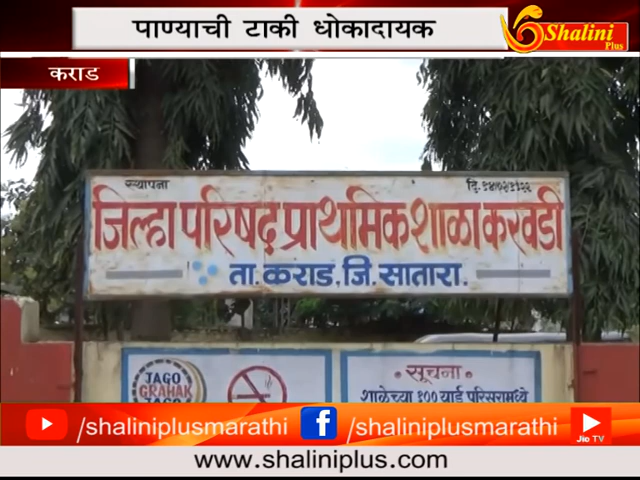 पाण्याची टाकी धोकादायक
Shalini
Plus
कराड
स्थापना
जिल्हा परिषद प्राथमिक शाळा करवडी
ता. कराड, जि. सातारा.
JAGO
GRAHAK
JAGO
सूचना
शाळेच्या १०० यार्ड परिसरामध्ये
/shaliniplusmarathi
/shaliniplusmarathi
Jio TV
www.shaliniplus.com